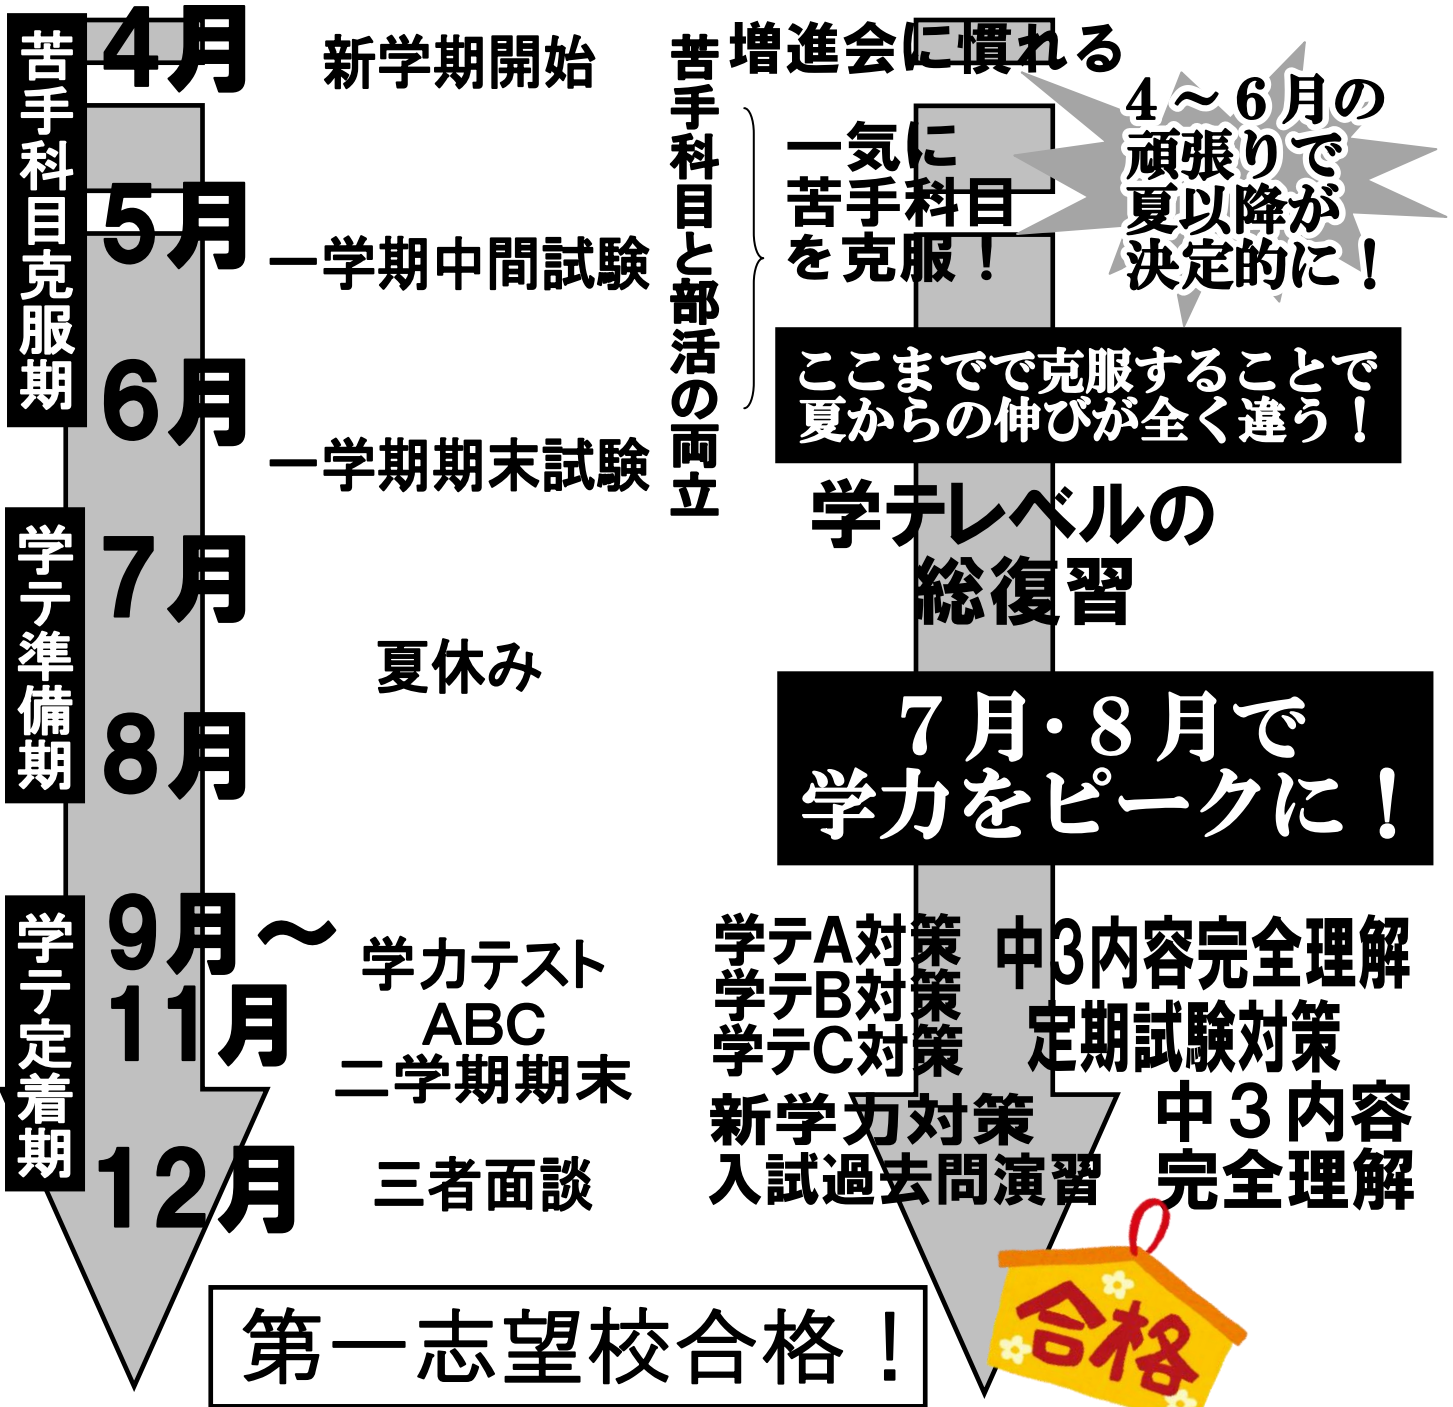 苦手科目克服期
4月
新学期開始
5月
一学期中間試験
6月
一学期期末試験
苦手科目と部活の両立
増進会に慣れる
一気に
苦手科目
を克服！
4～6月の
頑張りで
夏以降が
決定的に！
ここまでで克服することで
夏からの伸びが全く違う！
学テ準備期
7月
夏休み
8月
学テレベルの
総復習
7月・8月で
学力をピークに！
学テ定着期
9月～
11月
学力テスト
ABC
二学期期末
学テA対策
学テB対策
学テC対策
中3内容完全理解
定期試験対策
12月
三者面談
新学力対策
入試過去問演習
中3内容
完全理解
第一志望校合格！
合格